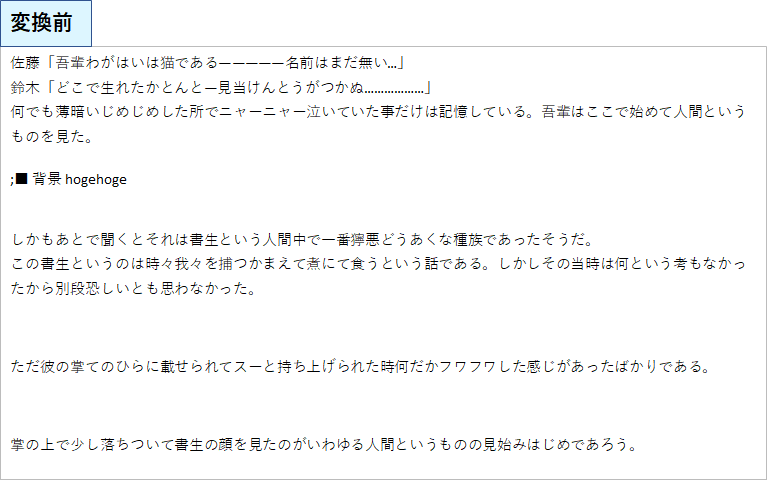 変換前
佐藤「吾輩わがはいは猫である―――――名前はまだ無い…」
鈴木「どこで生れたかとんと―見当けんとうがつかぬ………………」
何でも薄暗いじめじめした所でニャーニャー泣いていた事だけは記憶している。吾輩はここで始めて人間という
ものを見た。
;■ 背景 hogehoge
しかもあとで聞くとそれは書生という人間中で一番獰悪どうあくな種族であったそうだ。
この書生というのは時々我々を捕つかまえて煮にて食うという話である。しかしその当時は何という考もなかっ
たから別段恐しいとも思わなかった。
ただ彼の掌てのひらに載せられてスーと持ち上げられた時何だかフワフワした感じがあったばかりである。
掌の上で少し落ちついて書生の顔を見たのがいわゆる人間というものの見始みはじめであろう。